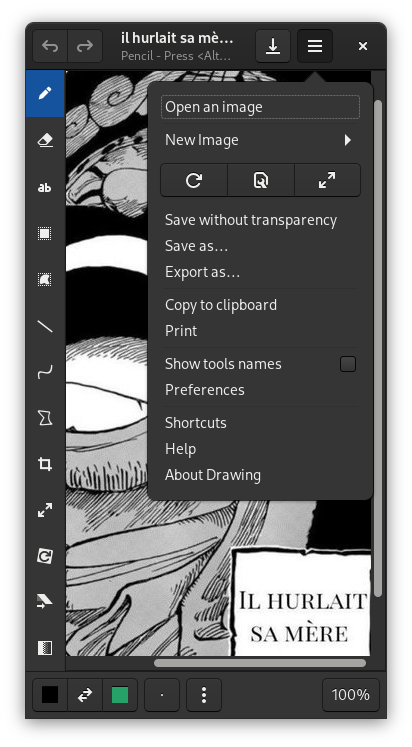 il hurlait sa mè…
Pencil - Press <Alt…
Open an image
New Image
ab
Save without transparency
Save as…
Export as…
Copy to clipboard
Print
Show tools names
Preferences
Shortcuts
Help
About Drawing
Il hurlait
sa mère
100%